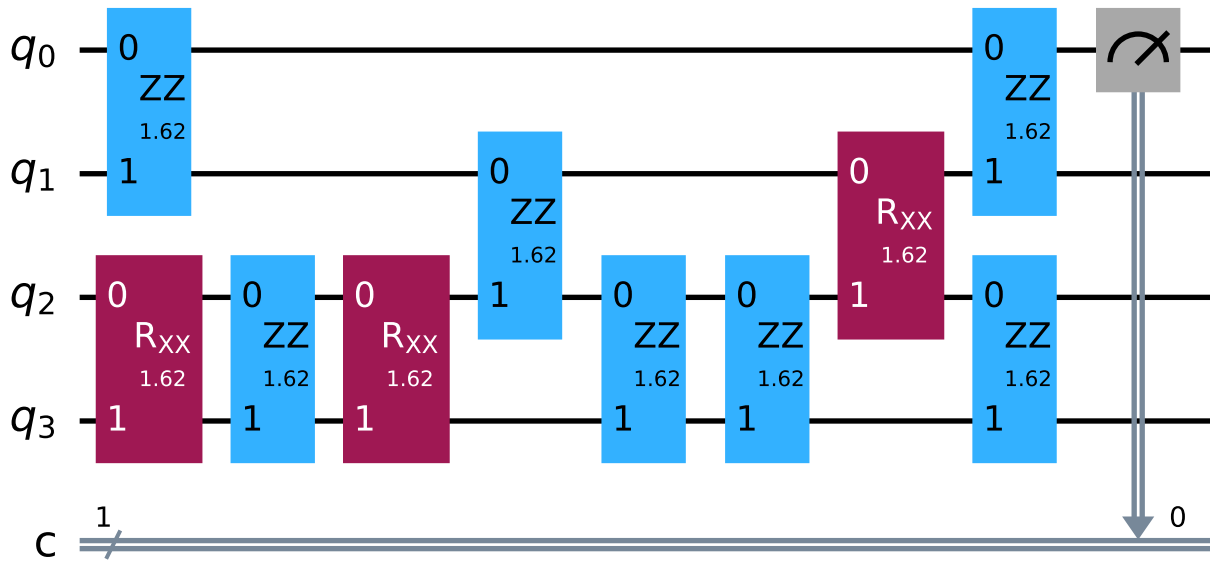 q0 0 0
ZZ ZZ
1.62 1.62
q1 1 0 0 1
ZZ RXX
1.62 1.62
q2 0 0 0 1 0 0 1 0
RXX ZZ RXX ZZ ZZ ZZ
1.62 1.62 1.62 1.62 1.62 1.62
q3 1 1 1 1 1 1
1 0
c